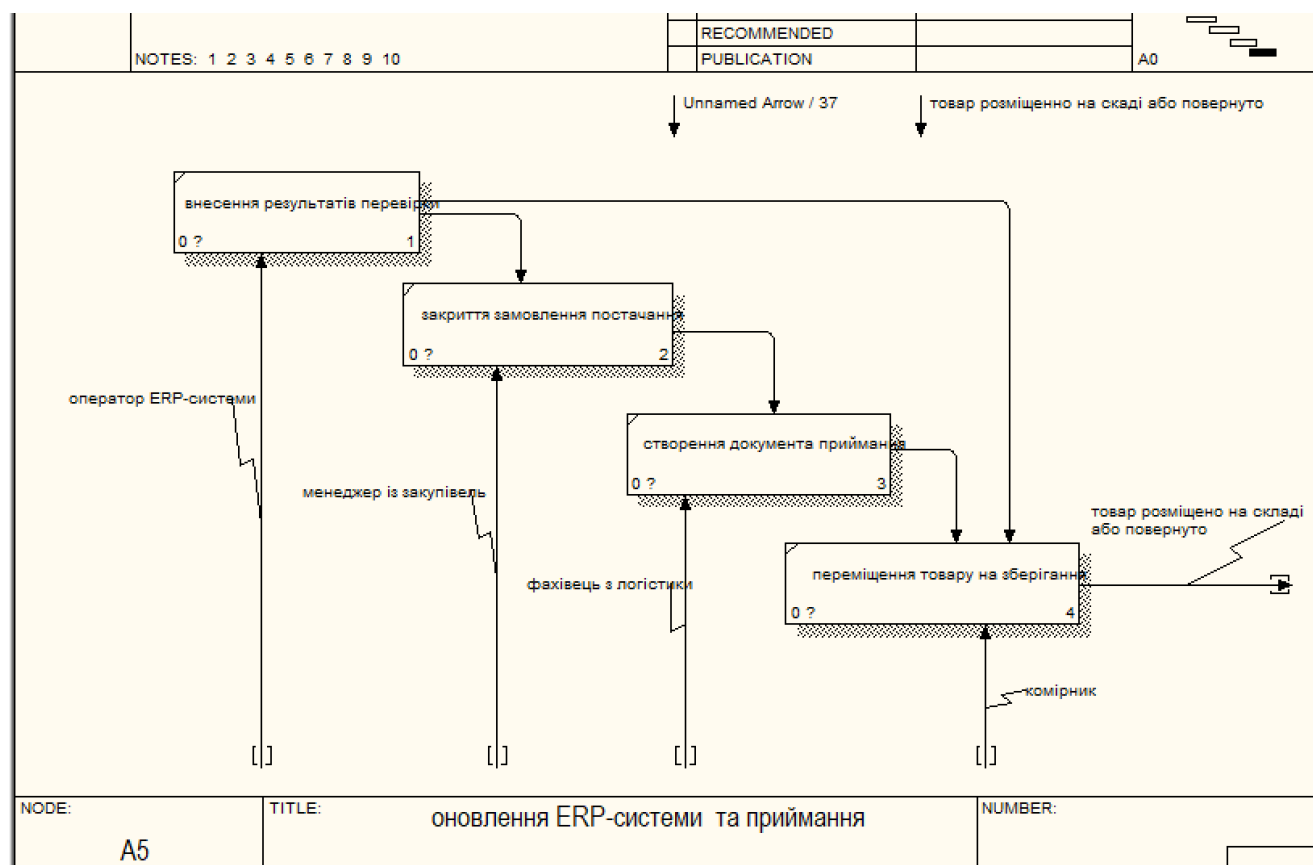 RECOMMENDED
NOTES: 1 2 3 4 5 6 7 8 9 10
PUBLICATION
A0
Unnamed Arrow / 37
товар розміщенно на скаді або повернуто
внесення результатів перевірки
0 ?
1
закриття замовлення постачання
0 ?
2
оператор ERP-системи
створення документа приймання
0 ?
3
менеджер із закупівель
товар розміщено на складі
або повернуто
переміщення товару на зберігання
0 ?
4
фахівець з логістики
комірник
NODE:
A5
TITLE:
оновлення ERP-системи та приймання
NUMBER: